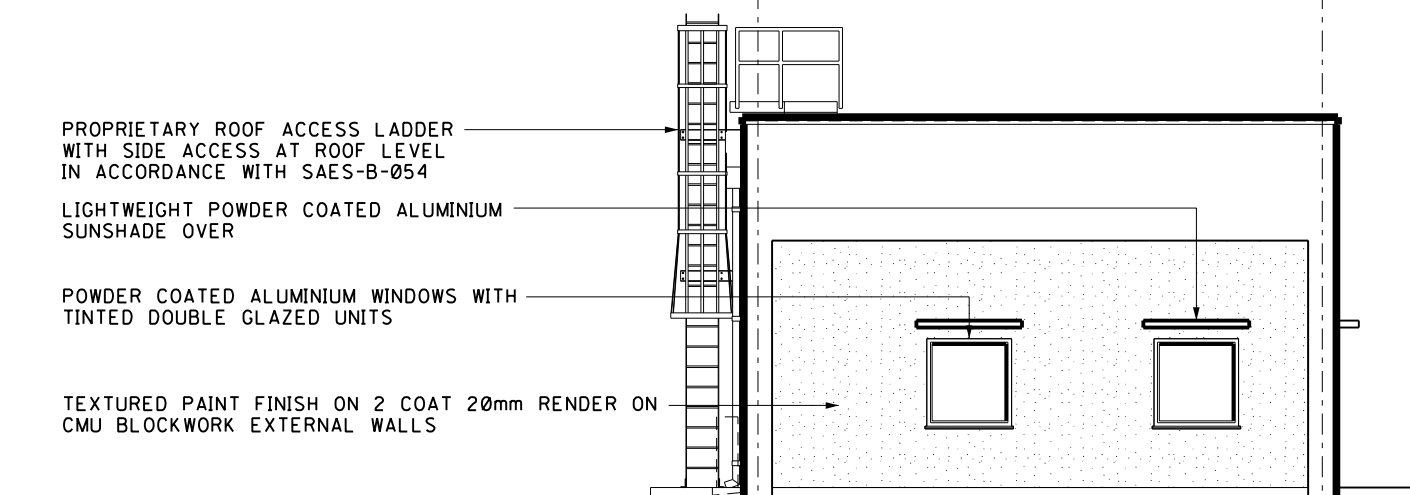 PROPRIETARY ROOF ACCESS LADDER
WITH SIDE ACCESS AT ROOF LEVEL
IN ACCORDANCE WITH SAES-B-054
LIGHTWEIGHT POWDER COATED ALUMINIUM
SUNSHADE OVER
POWDER COATED ALUMINIUM WINDOWS WITH
TINTED DOUBLE GLAZED UNITS
TEXTURED PAINT FINISH ON 2 COAT 20mm RENDER ON
CMU BLOCKWORK EXTERNAL WALLS